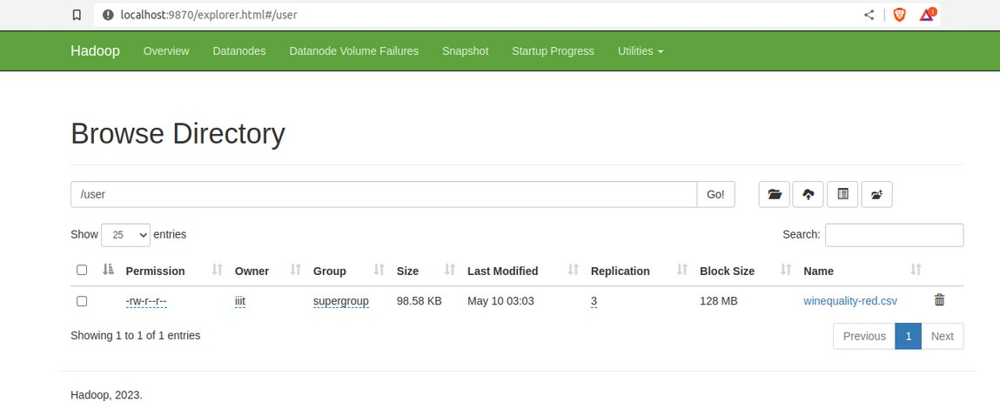 localhost:9870/explorer.html#/user
1
Hadoop Overview Datanodes Datanode Volume Failures Snapshot Startup Progress Utilities
Browse Directory
/user Go!
Show 25 entries Search:
Permission Owner Group Size Last Modified Replication Block Size Name
-rw-r--r-- iiit supergroup 98.58 KB May 10 03:03 3 128 MB winequality-red.csv
Showing 1 to 1 of 1 entries Previous 1 Next
Hadoop, 2023.